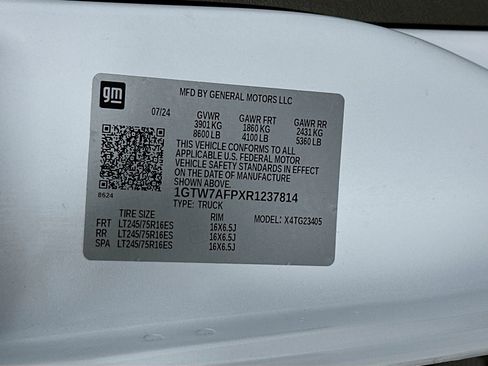 gm
MFD BY GENERAL MOTORS LLC
07/24 GVWR GAWR FRT GAWR RR
3901 KG 1860 KG 2431 KG
8600 LB 4100 LB 5360 LB
THIS VEHICLE CONFORMS TO ALL
APPLICABLE U.S. FEDERAL MOTOR
VEHICLE SAFETY STANDARDS IN EFFECT
ON THE DATE OF MANUFACTURE
SHOWN ABOVE.
8624
1GTW7AFPXR1237814
TYPE: TRUCK MODEL: X4TG23405
TIRE SIZE RIM
FRT LT245/75R16ES 16X6.5J
RR LT245/75R16ES 16X6.5J
SPA LT245/75R16ES 16X6.5J